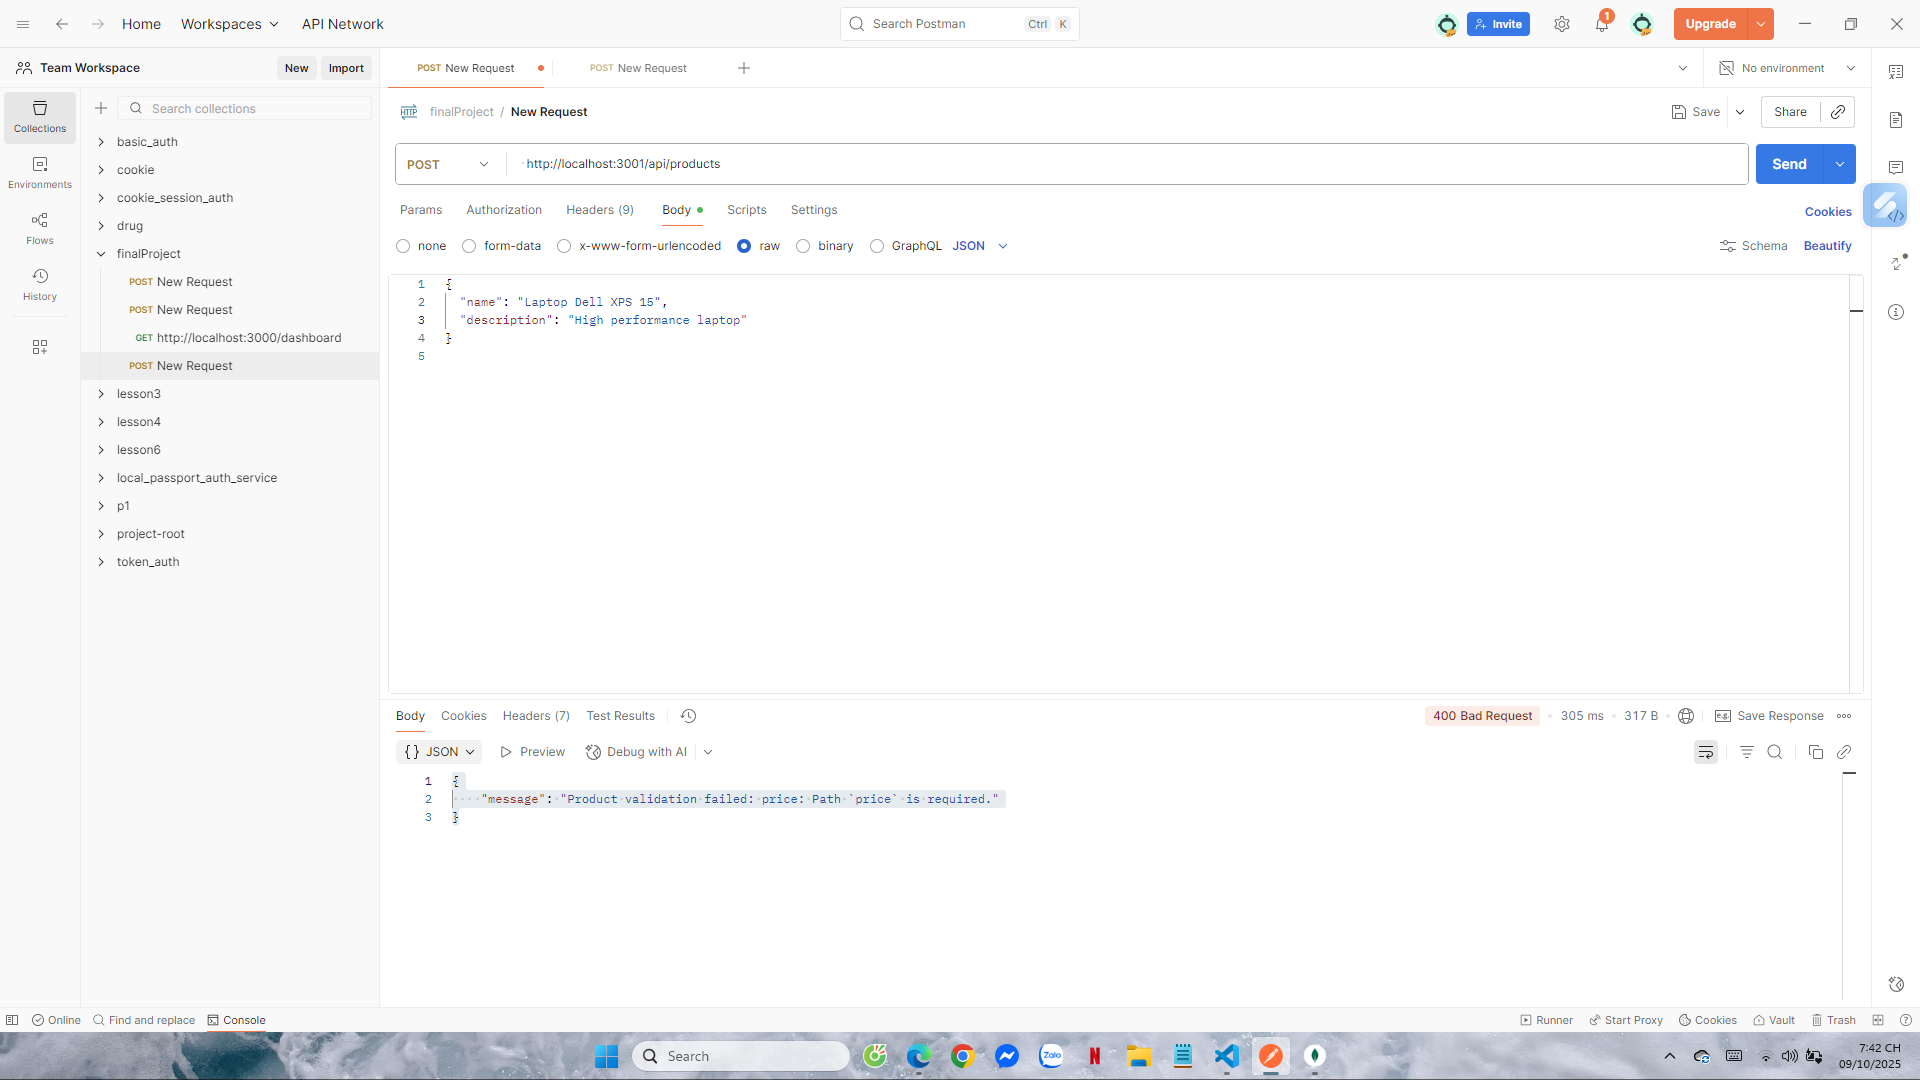 Home
Workspaces
API Network
Search Postman
Ctrl
K
Invite
1
Upgrade
Team Workspace
New
Import
POST New Request
POST New Request
No environment
Collections
Environments
Flows
History
Search collections
basic_auth
cookie
cookie_session_auth
drug
finalProject
POST New Request
POST New Request
GET http://localhost:3000/dashboard
POST New Request
lesson3
lesson4
lesson6
local_passport_auth_service
p1
project-root
token_auth
HTTP
finalProject / New Request
Save
Share
POST
http://localhost:3001/api/products
Send
Params
Authorization
Headers (9)
Body
Scripts
Settings
Cookies
none
form-data
x-www-form-urlencoded
raw
binary
GraphQL
JSON
Schema
Beautify
1 {
2 "name": "Laptop Dell XPS 15",
3 "description": "High performance laptop"
4 }
5
Body
Cookies
Headers (7)
Test Results
400 Bad Request
305 ms
317 B
e.g.
Save Response
{} JSON
Preview
Debug with AI
1 {
2 "message": "Product validation failed: price: Path `price` is required."
3 }
Online
Find and replace
Console
Runner
Start Proxy
Cookies
Vault
Trash
Search
Zalo
N
7:42 CH
09/10/2025